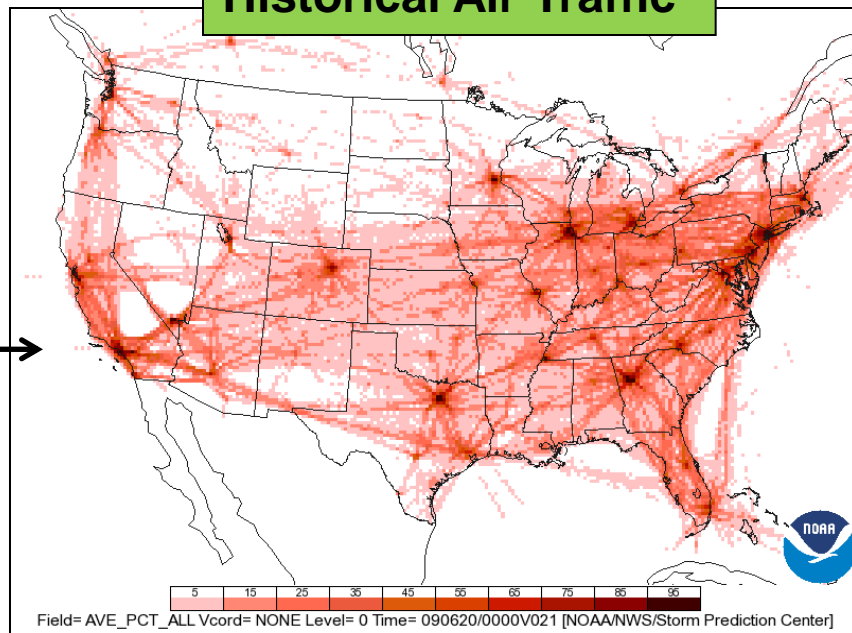 Historical Air Traffic
NOAA
5 15 25 35 45 55 65 75 85 95
Field= AVE_PCT_ALL Vcord= NONE Level= 0 Time= 090620/0000V021 [NOAA/NWS/Storm Prediction Center]